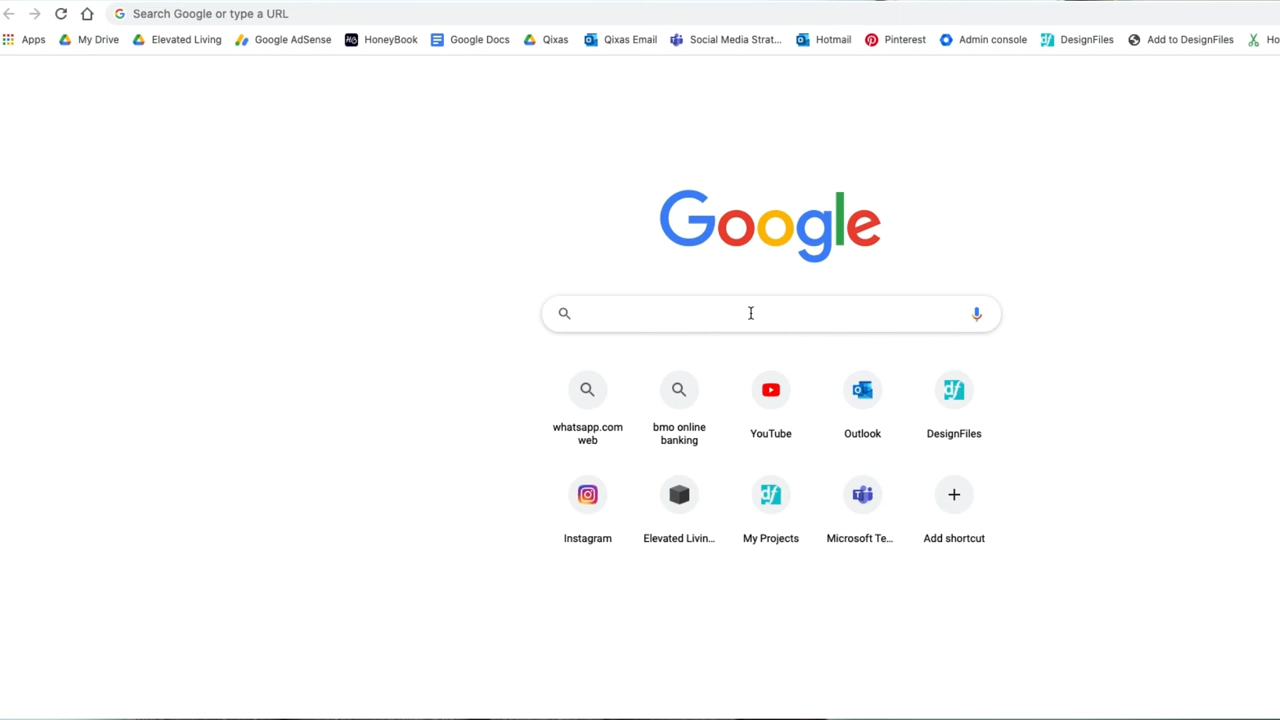 Search Google or type a URL
Apps My Drive Elevated Living Google AdSense HoneyBook Google Docs Qixas Qixas Email Social Media Strat... Hotmail Pinterest Admin console DesignFiles Add to DesignFiles Ho
Google
whatsapp.com web
bmo online banking
YouTube
Outlook
DesignFiles
Instagram
Elevated Livin...
My Projects
Microsoft Te...
Add shortcut